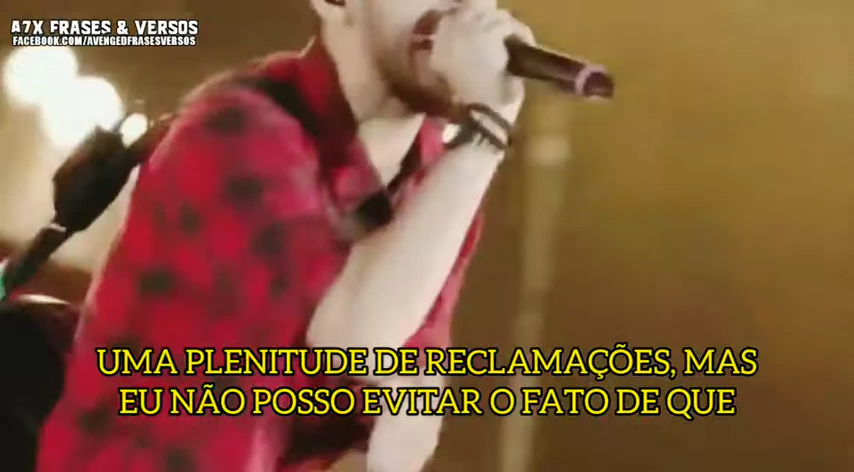 A7X FRASES & VERSOS
FACEBOOK.COM/AVENGEDFRASESVERSOS
UMA PLENITUDE DE RECLAMAÇÕES, MAS
EU NÃO POSSO EVITAR O FATO DE QUE